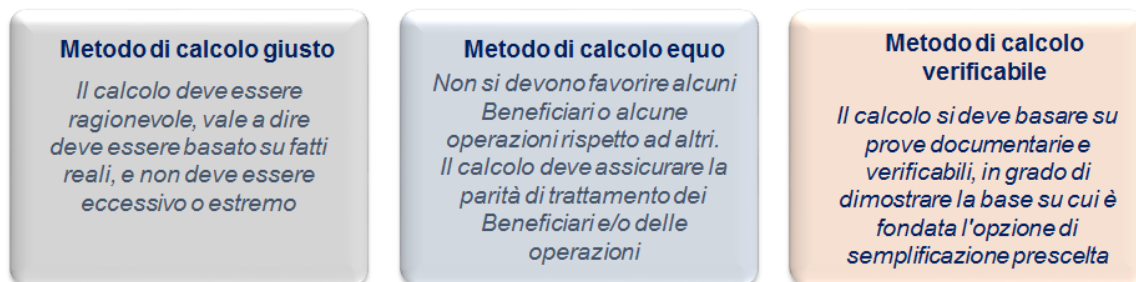 Metodo di calcolo giusto
Il calcolo deve essere
ragionevole, vale a dire
deve essere basato su fatti
reali, e non deve essere
eccessivo o estremo
Metodo di calcolo equo
Non si devono favorire alcuni
Beneficiari o alcune
operazioni rispetto ad altri.
Il calcolo deve assicurare la
parità di trattamento dei
Beneficiari e/o delle
operazioni
Metodo di calcolo
verificabile
Il calcolo si deve basare su
prove documentarie e
verificabili, in grado di
dimostrare la base su cui è
fondata l'opzione di
semplificazione prescelta